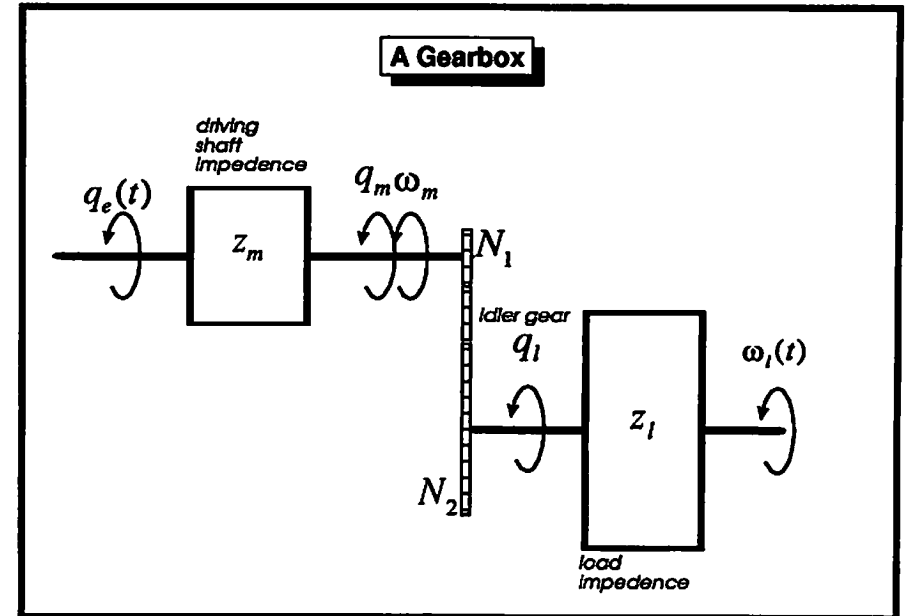 A Gearbox
driving
shaft
impedence
q_e(t)
z_m
q_m ω_m
N_1
idler gear
q_l
z_l
ω_l(t)
N_2
load
impedence